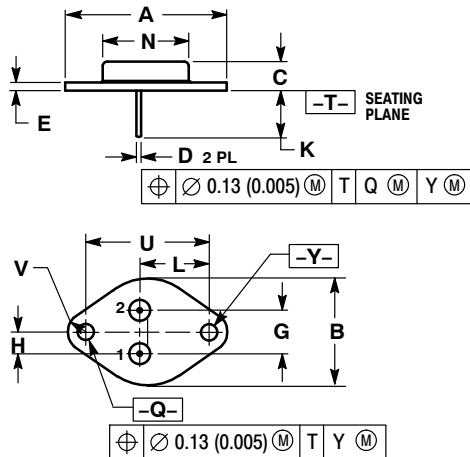 A
N
C
E
–T– SEATING
PLANE
K
D 2 PL
⌖ ∅ 0.13 (0.005) Ⓜ T Q Ⓜ Y Ⓜ
U
V
L
–Y–
2
H
G
B
1
–Q–
⌖ ∅ 0.13 (0.005) Ⓜ T Y Ⓜ